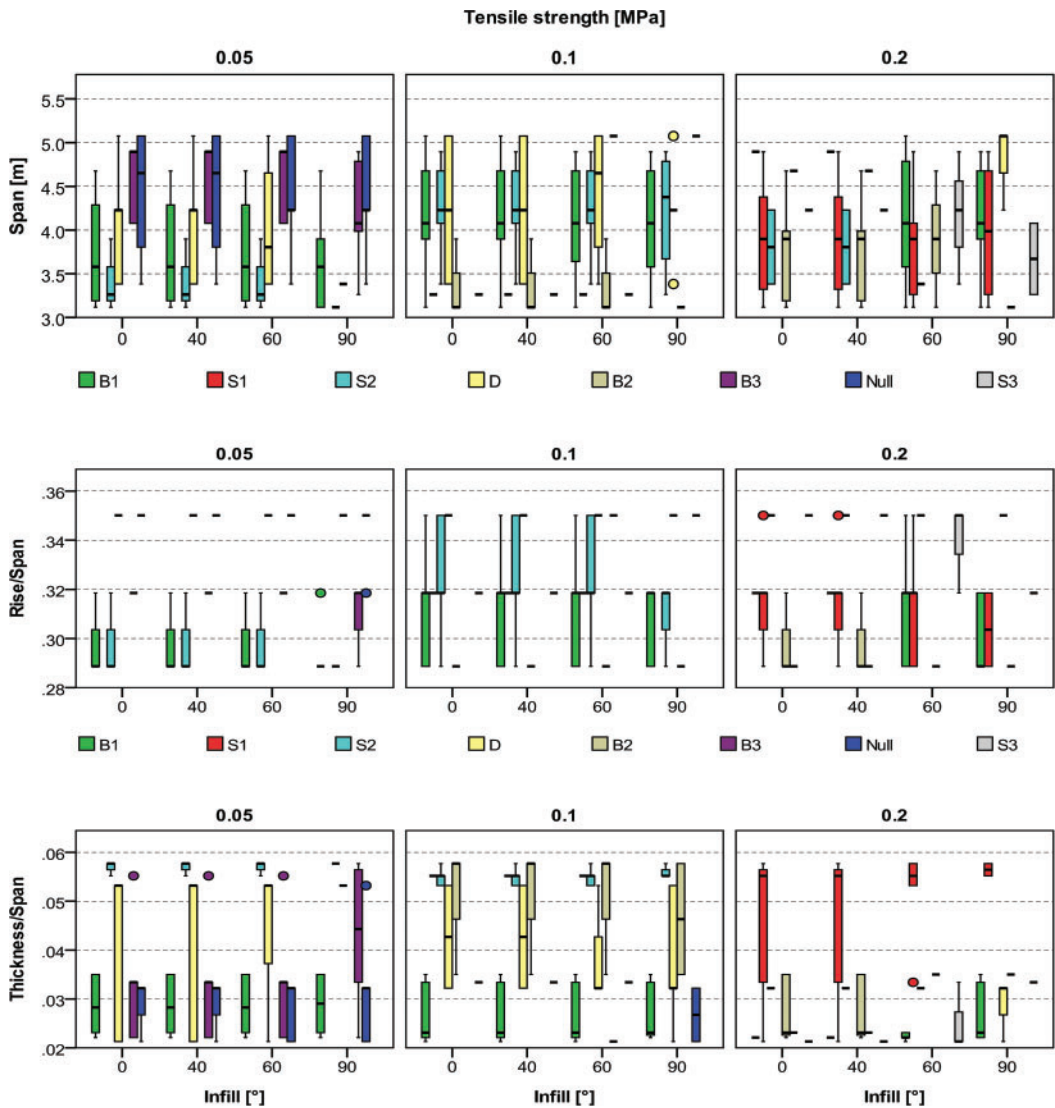 Tensile strength [MPa]
0.05 0.1 0.2
Span [m]
5.5
5.0
4.5
4.0
3.5
3.0
0 40 60 90 0 40 60 90 0 40 60 90
B1 S1 S2 D B2 B3 Null S3
0.05 0.1 0.2
Rise/Span
.36
.34
.32
.30
.28
0 40 60 90 0 40 60 90 0 40 60 90
B1 S1 S2 D B2 B3 Null S3
0.05 0.1 0.2
Thickness/Span
.06
.05
.04
.03
.02
0 40 60 90 0 40 60 90 0 40 60 90
Infill [°] Infill [°] Infill [°]